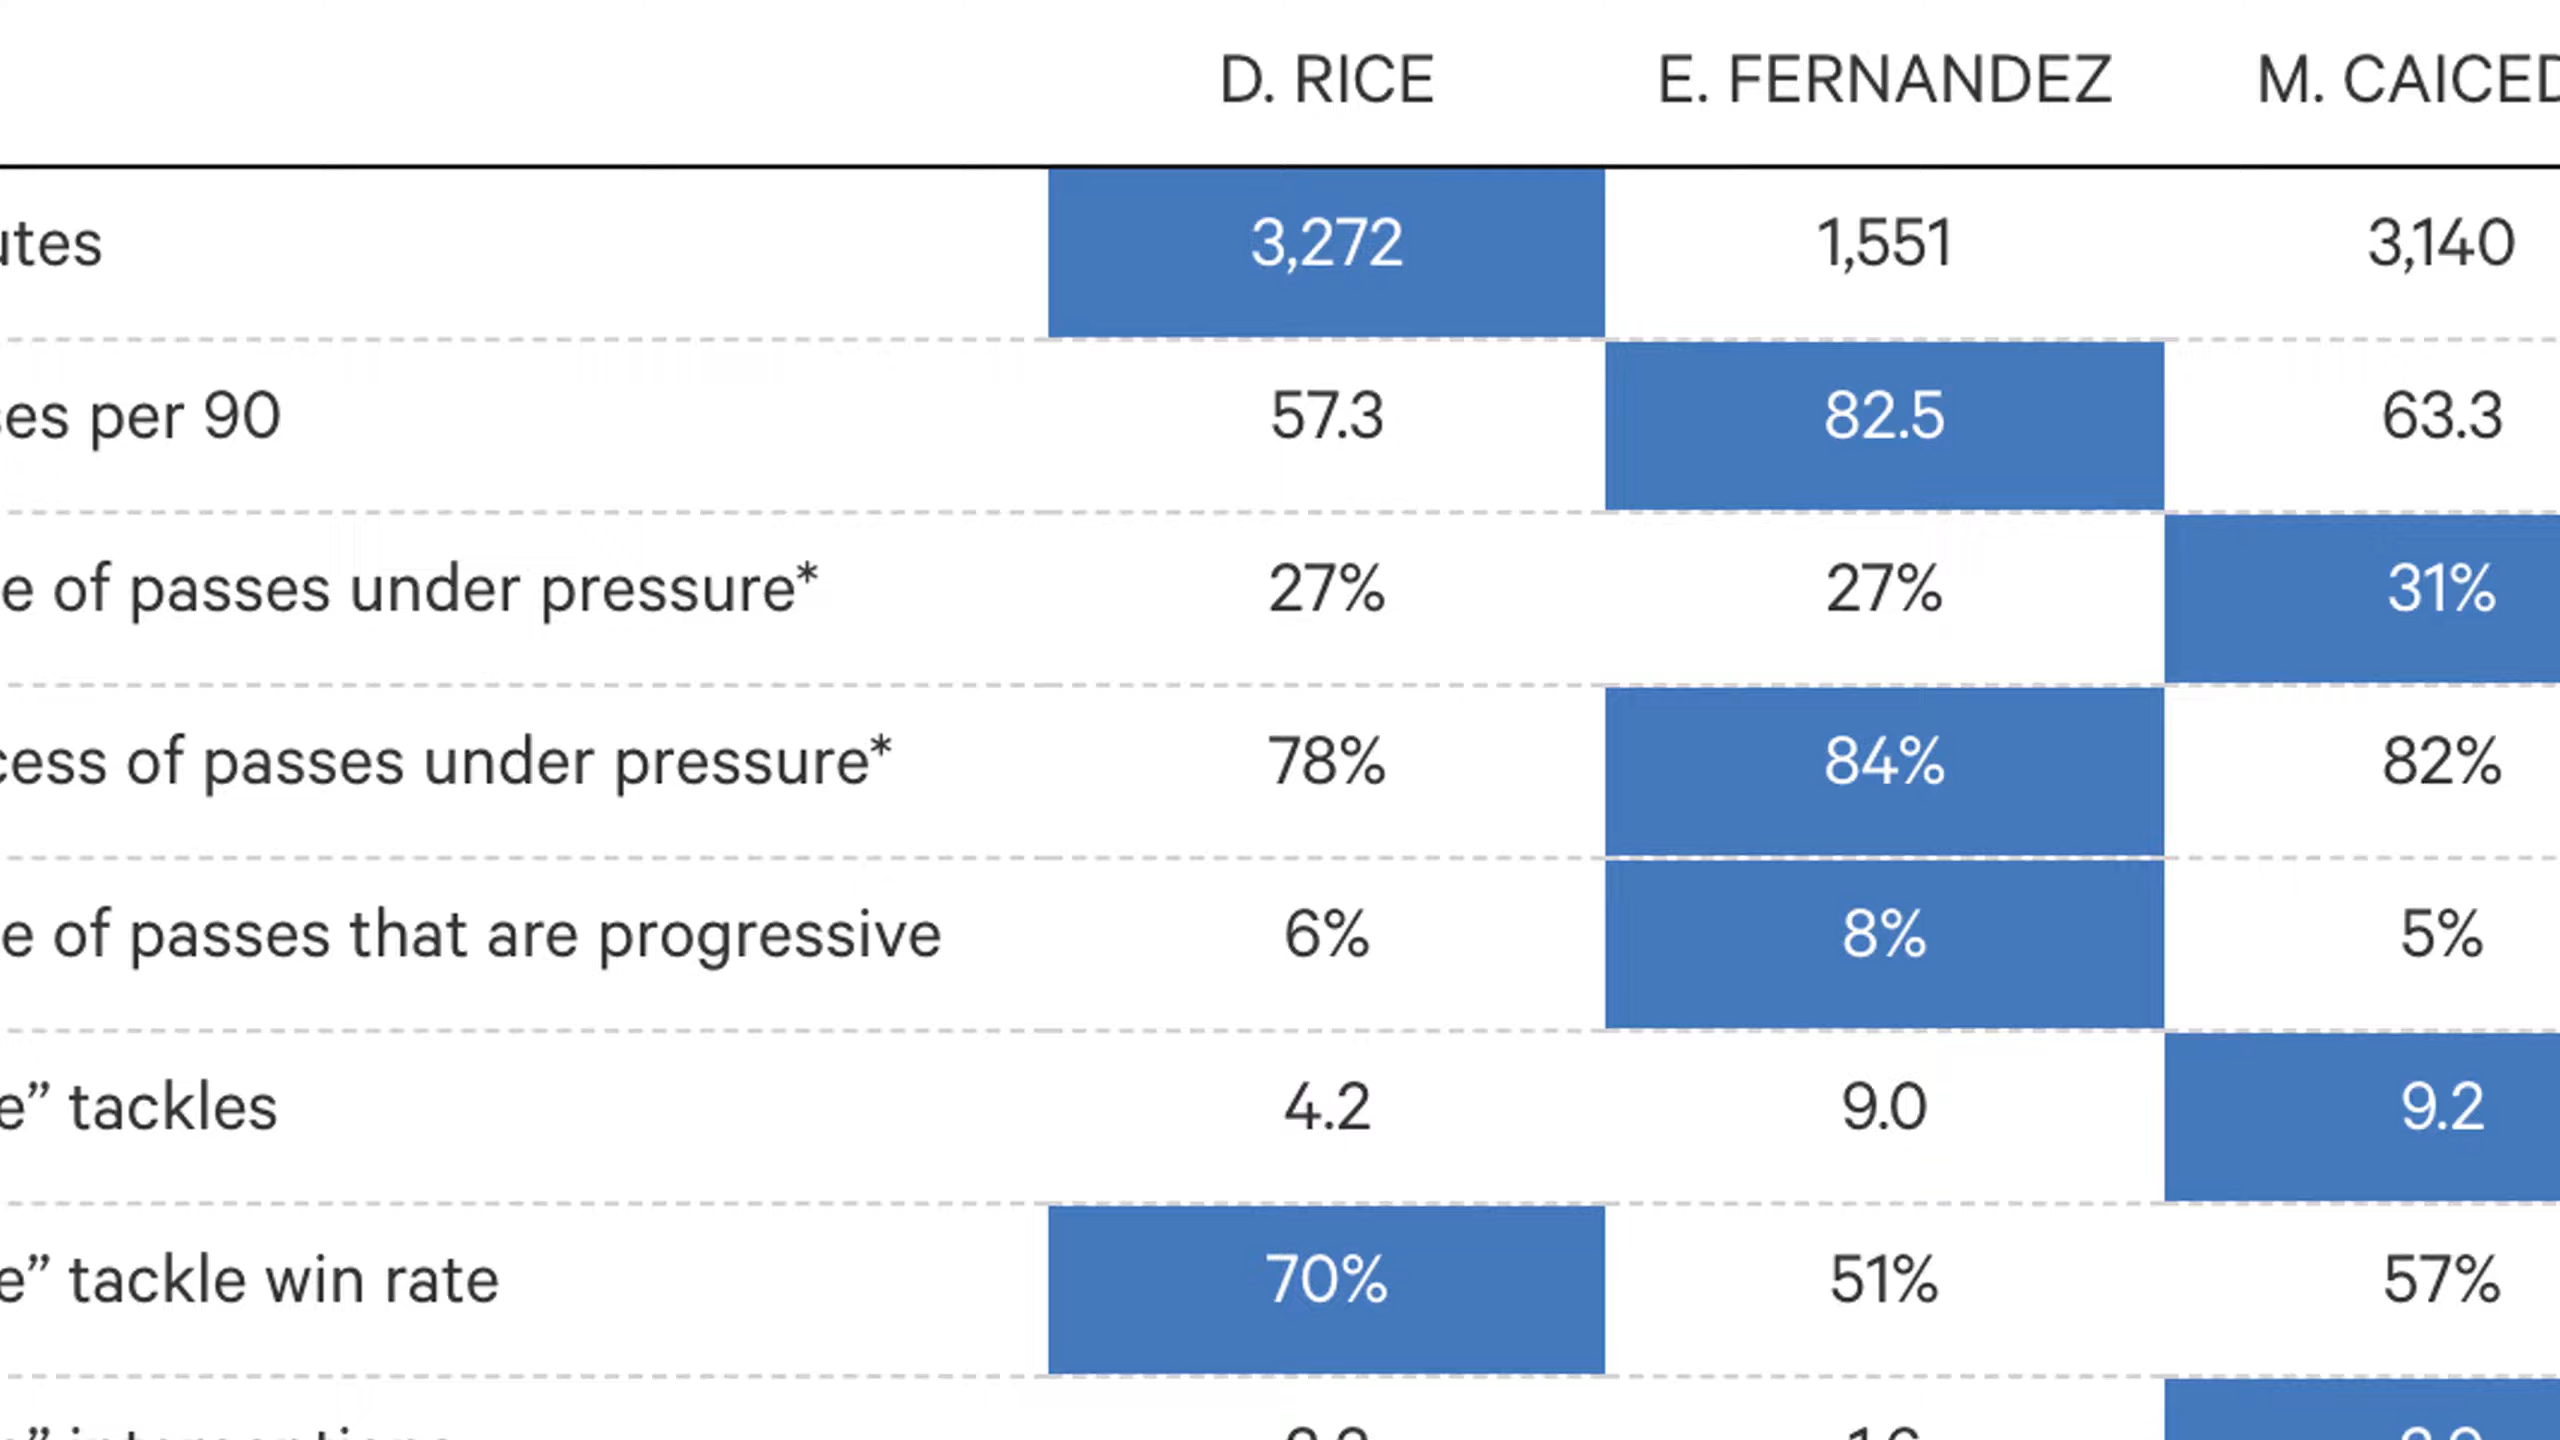 D. RICE E. FERNANDEZ M. CAICED
utes 3,272 1,551 3,140
es per 90 57.3 82.5 63.3
e of passes under pressure* 27% 27% 31%
cess of passes under pressure* 78% 84% 82%
e of passes that are progressive 6% 8% 5%
e” tackles 4.2 9.0 9.2
e” tackle win rate 70% 51% 57%